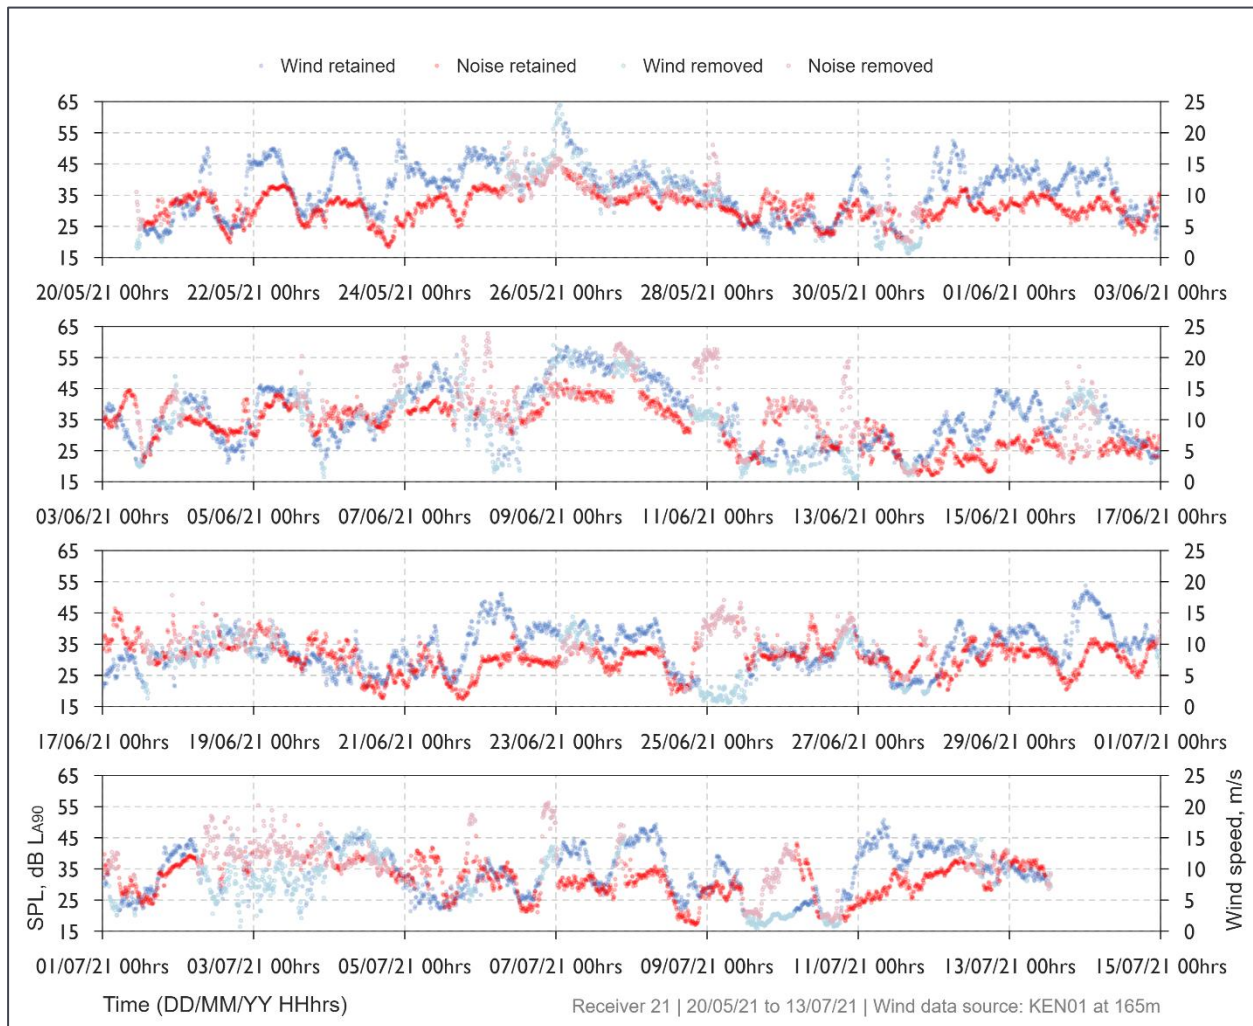 Wind retained Noise retained Wind removed Noise removed
65 25
55 20
45 15
35 10
25 5
15 0
20/05/21 00hrs 22/05/21 00hrs 24/05/21 00hrs 26/05/21 00hrs 28/05/21 00hrs 30/05/21 00hrs 01/06/21 00hrs 03/06/21 00hrs
65 25
55 20
45 15
35 10
25 5
15 0
03/06/21 00hrs 05/06/21 00hrs 07/06/21 00hrs 09/06/21 00hrs 11/06/21 00hrs 13/06/21 00hrs 15/06/21 00hrs 17/06/21 00hrs
65 25
55 20
45 15
35 10
25 5
15 0
17/06/21 00hrs 19/06/21 00hrs 21/06/21 00hrs 23/06/21 00hrs 25/06/21 00hrs 27/06/21 00hrs 29/06/21 00hrs 01/07/21 00hrs
SPL, dB LA90
Wind speed, m/s
65 25
55 20
45 15
35 10
25 5
15 0
01/07/21 00hrs 03/07/21 00hrs 05/07/21 00hrs 07/07/21 00hrs 09/07/21 00hrs 11/07/21 00hrs 13/07/21 00hrs 15/07/21 00hrs
Time (DD/MM/YY HHhrs)
Receiver 21 | 20/05/21 to 13/07/21 | Wind data source: KEN01 at 165m